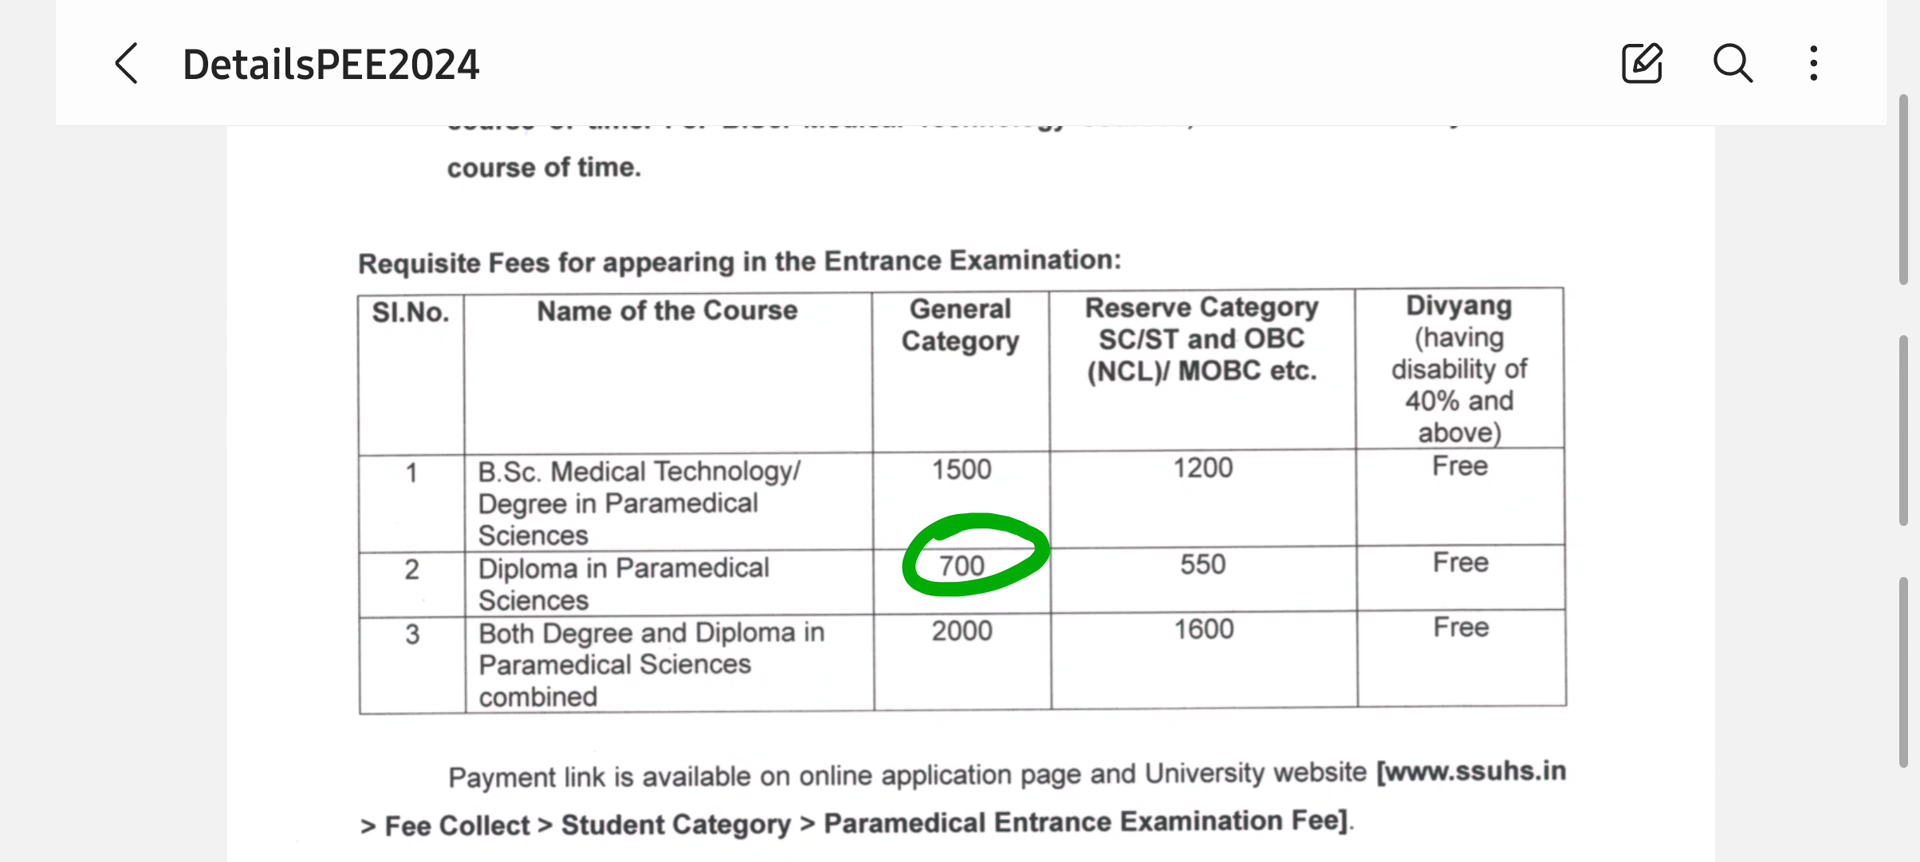 DetailsPEE2024
course of time.
Requisite Fees for appearing in the Entrance Examination:
SI.No. Name of the Course General Category Reserve Category SC/ST and OBC (NCL)/ MOBC etc. Divyang (having disability of 40% and above)
1 B.Sc. Medical Technology/ Degree in Paramedical Sciences 1500 1200 Free
2 Diploma in Paramedical Sciences 700 550 Free
3 Both Degree and Diploma in Paramedical Sciences combined 2000 1600 Free
Payment link is available on online application page and University website [www.ssuhs.in
> Fee Collect > Student Category > Paramedical Entrance Examination Fee].